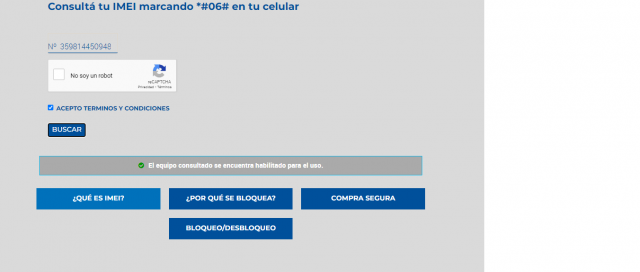 Consultá tu IMEI marcando *#06# en tu celular
Nº 359814450948
No soy un robot
reCAPTCHA
Privacidad - Términos
ACEPTO TERMINOS Y CONDICIONES
BUSCAR
El equipo consultado se encuentra habilitado para el uso.
¿QUÉ ES IMEI?
¿POR QUÉ SE BLOQUEA?
COMPRA SEGURA
BLOQUEO/DESBLOQUEO